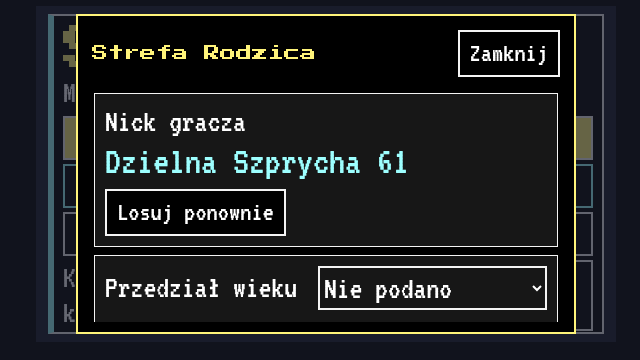 Strefa Rodzica
Zamknij
Nick gracza
Dzielna Szprycha 61
Losuj ponownie
Przedział wieku
Nie podano